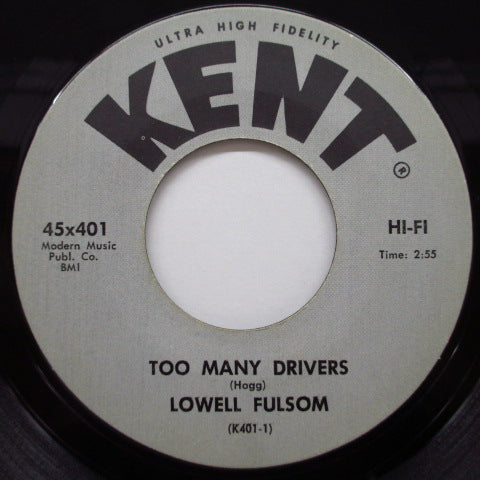 ULTRA HIGH FIDELITY
KENT
45x401
Modern Music
Publ. Co.
BMI
HI-FI
Time: 2:55
TOO MANY DRIVERS
(Hogg)
LOWELL FULSOM
(K401-1)